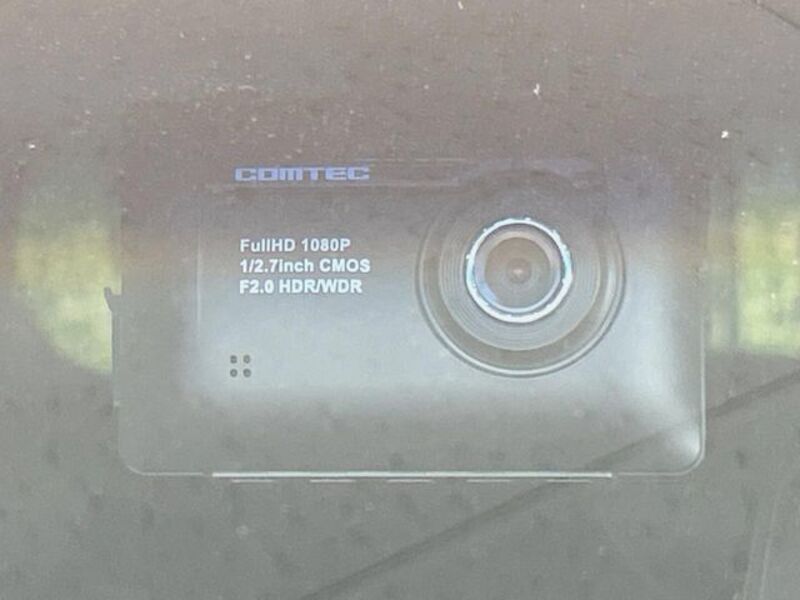 COMTEC
FullHD 1080P
1/2.7inch CMOS
F2.0 HDR/WDR